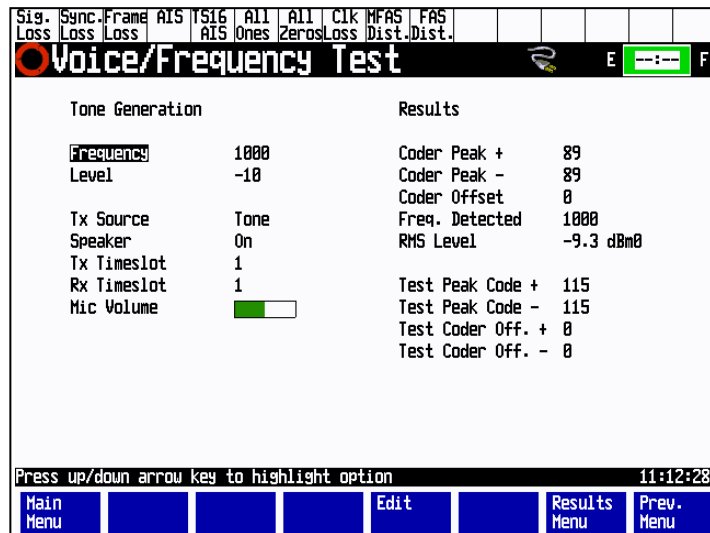 Sig. Loss Sync. Loss Frame Loss AIS TS16 AIS All Ones All Zeros Clk Loss MFAS Dist. FAS Dist.
Voice/Frequency Test E --:-- F
Tone Generation Results
Frequency 1000 Coder Peak + 89
Level -10 Coder Peak - 89
Coder Offset 0
Tx Source Tone Freq. Detected 1000
Speaker On RMS Level -9.3 dBm0
Tx Timeslot 1
Rx Timeslot 1 Test Peak Code + 115
Mic Volume Test Peak Code - 115
Test Coder Off. + 0
Test Coder Off. - 0
Press up/down arrow key to highlight option 11:12:28
Main Menu Edit Results Menu Prev. Menu